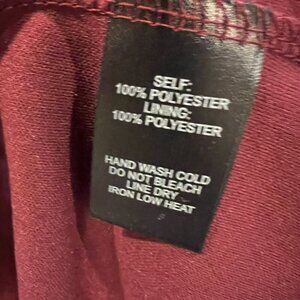 SELF:
100% POLYESTER
LINING:
100% POLYESTER
HAND WASH COLD
DO NOT BLEACH
LINE DRY
IRON LOW HEAT